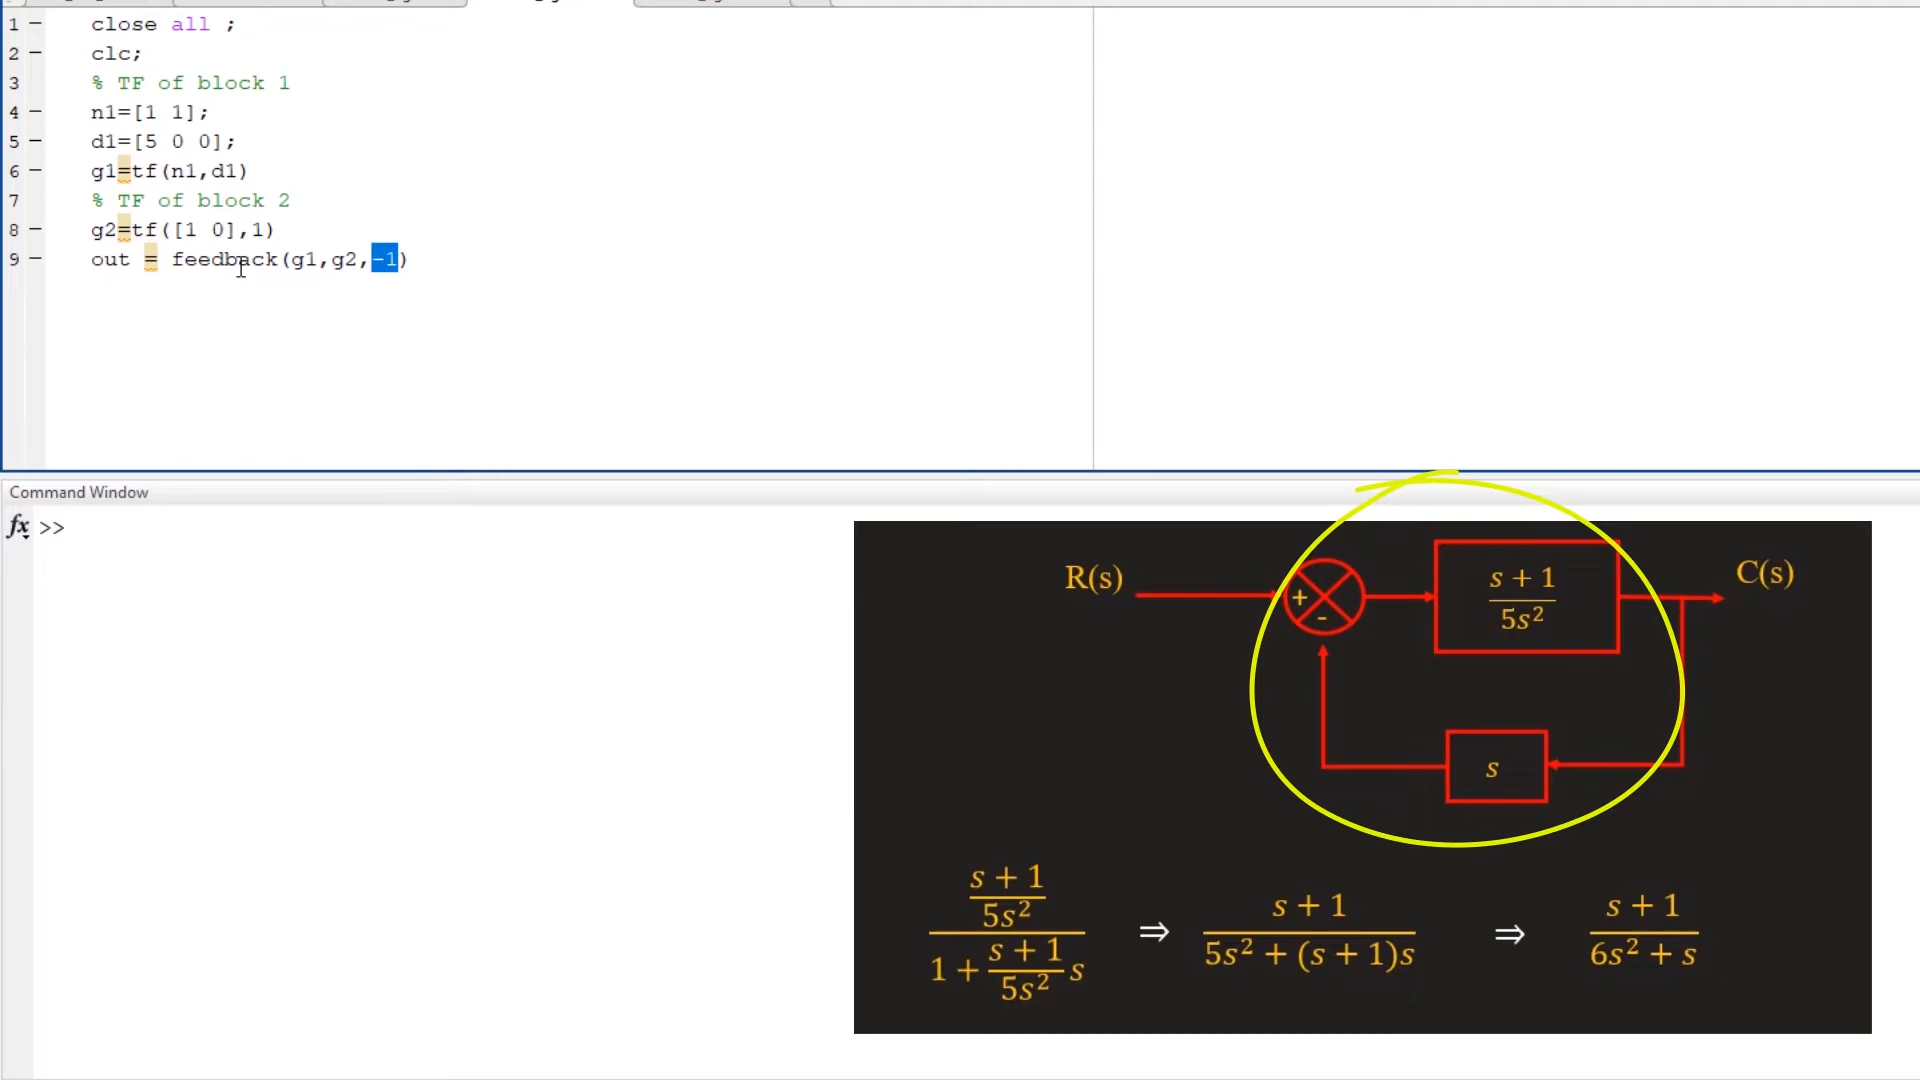 1 − close all ;
2 − clc;
3 % TF of block 1
4 − n1=[1 1];
5 − d1=[5 0 0];
6 − g1=tf(n1,d1)
7 % TF of block 2
8 − g2=tf([1 0],1)
9 − out = feedback(g1,g2,-1)
Command Window
fx >>
R(s)
+
-
s + 1
5s²
C(s)
s
s + 1
5s²
1 + s + 1
5s² s
⇒
s + 1
5s² + (s + 1)s
⇒
s + 1
6s² + s